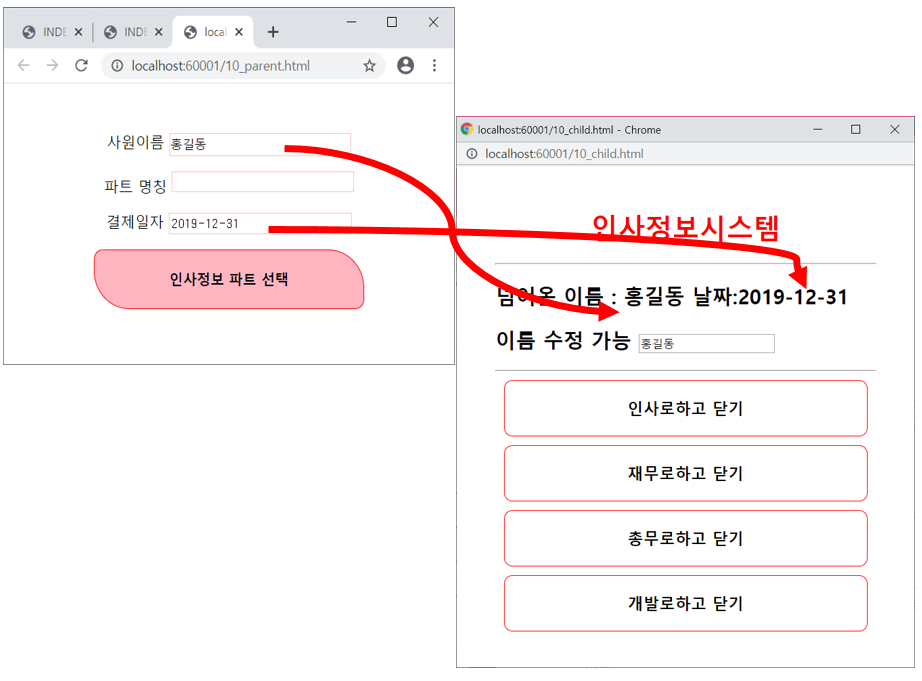 INDE
INDE
local
localhost:60001/10_parent.html
사원이름 홍길동
파트 명칭
결제일자 2019-12-31
인사정보 파트 선택
localhost:60001/10_child.html - Chrome
localhost:60001/10_child.html
인사정보시스템
넘어온 이름 : 홍길동 날짜:2019-12-31
이름 수정 가능 홍길동
인사로하고 닫기
재무로하고 닫기
총무로하고 닫기
개발로하고 닫기